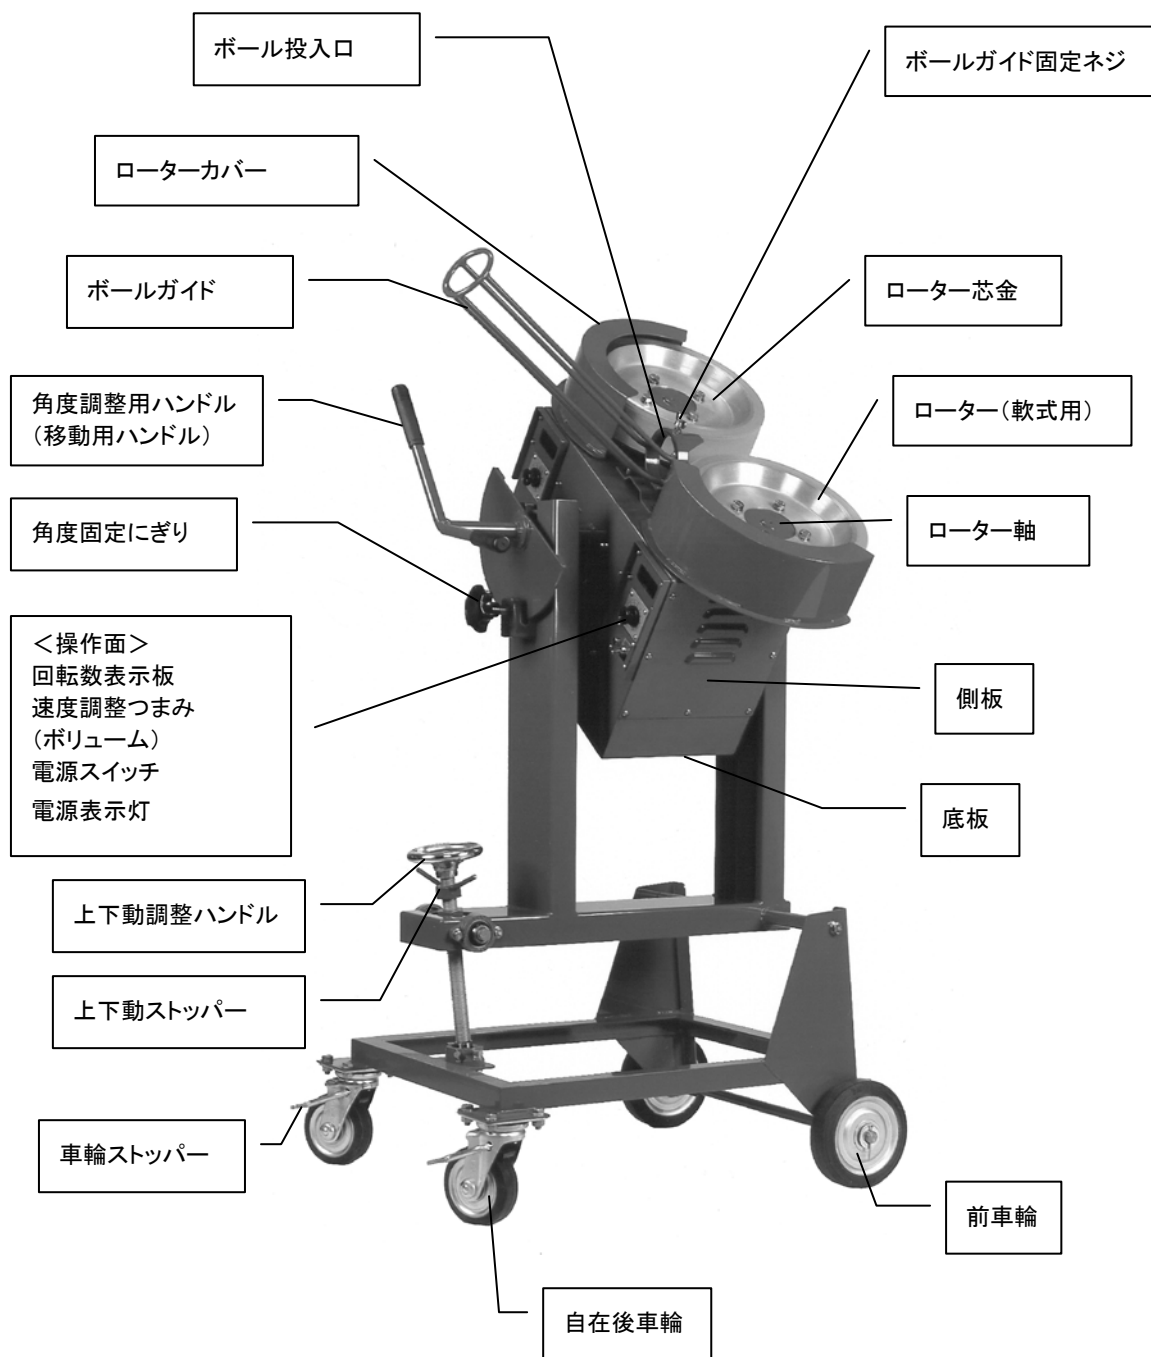 ボール投入口
ボールガイド固定ネジ
ローターカバー
ボールガイド
ローター芯金
角度調整用ハンドル
(移動用ハンドル)
ローター(軟式用)
角度固定にぎり
ローター軸
＜操作面＞
回転数表示板
速度調整つまみ
(ボリューム)
電源スイッチ
電源表示灯
側板
底板
上下動調整ハンドル
上下動ストッパー
車輪ストッパー
前車輪
自在後車輪